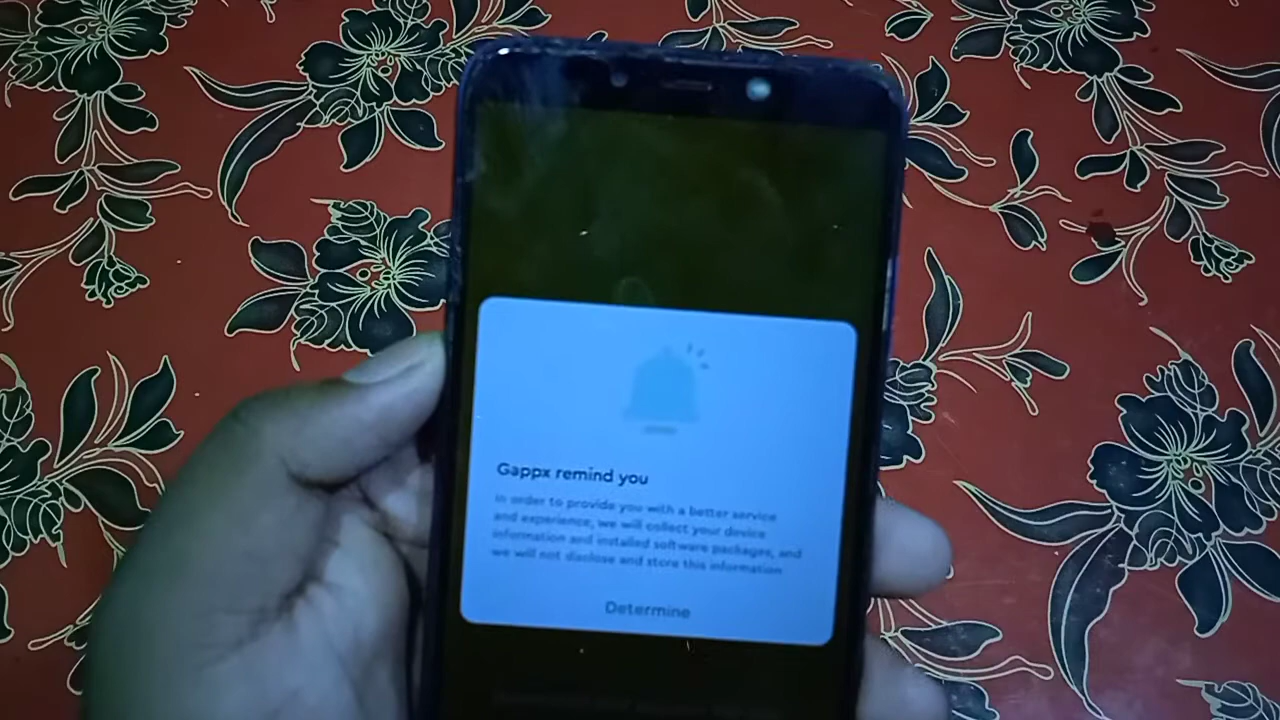 Gappx remind you
In order to provide you with a better service
and experience, we will collect your device
information and installed software packages, and
we will not disclose and store this information
Determine